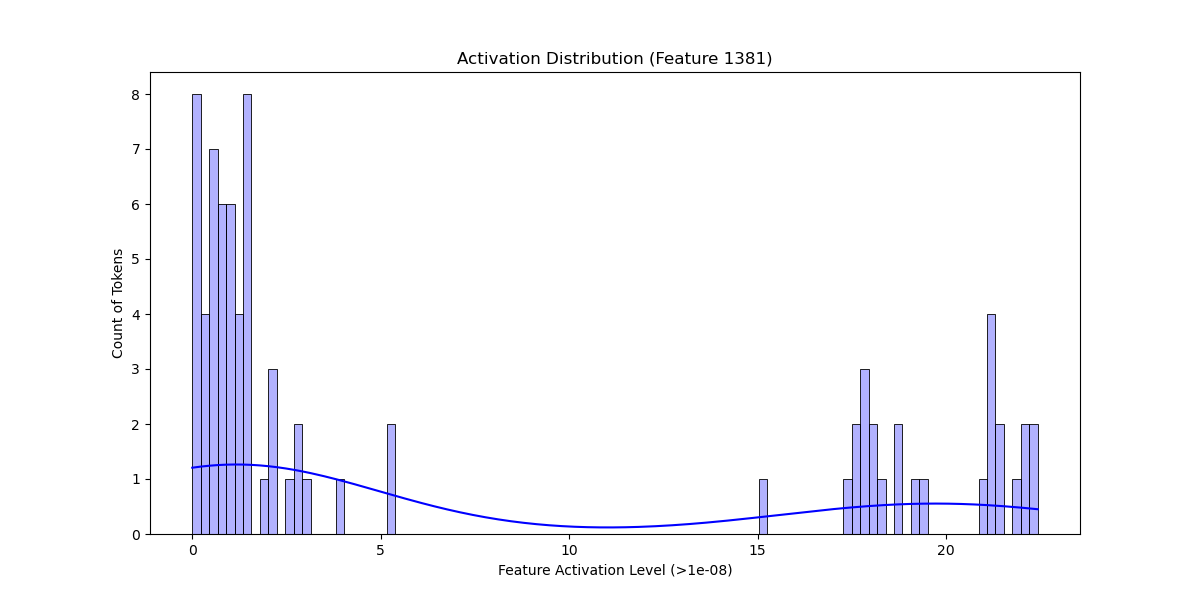 Activation Distribution (Feature 1381)
8
7
6
5
4
3
2
1
0
Count of Tokens
0 5 10 15 20
Feature Activation Level (>1e-08)